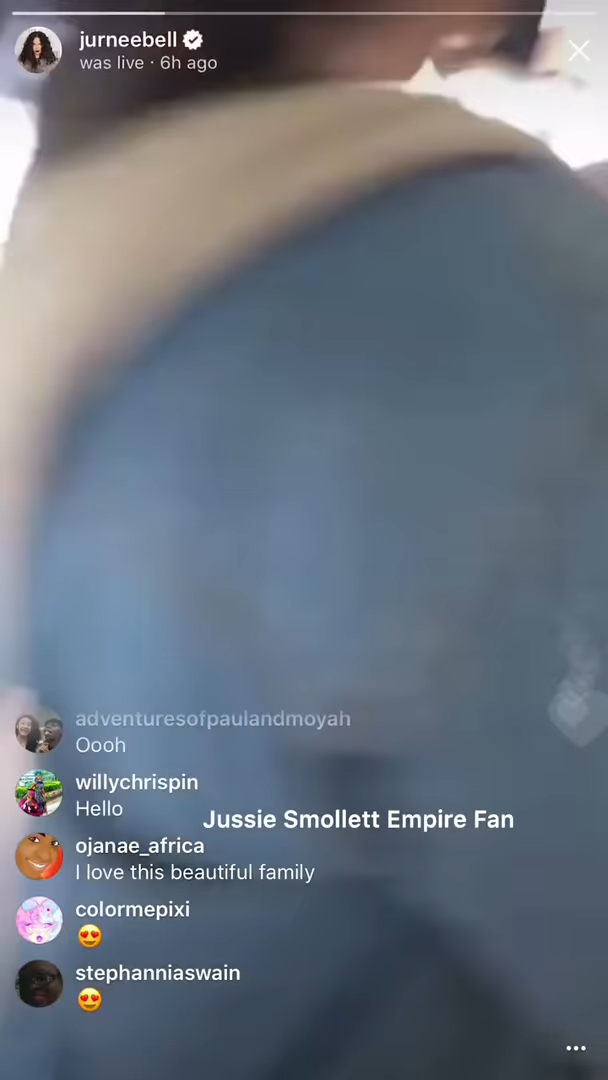 jurneebell
was live · 6h ago
adventuresofpaulandmoyah
Oooh
willychrispin
Hello
Jussie Smollett Empire Fan
ojanae_africa
I love this beautiful family
colormepixi
😍
stephanniaswain
😍